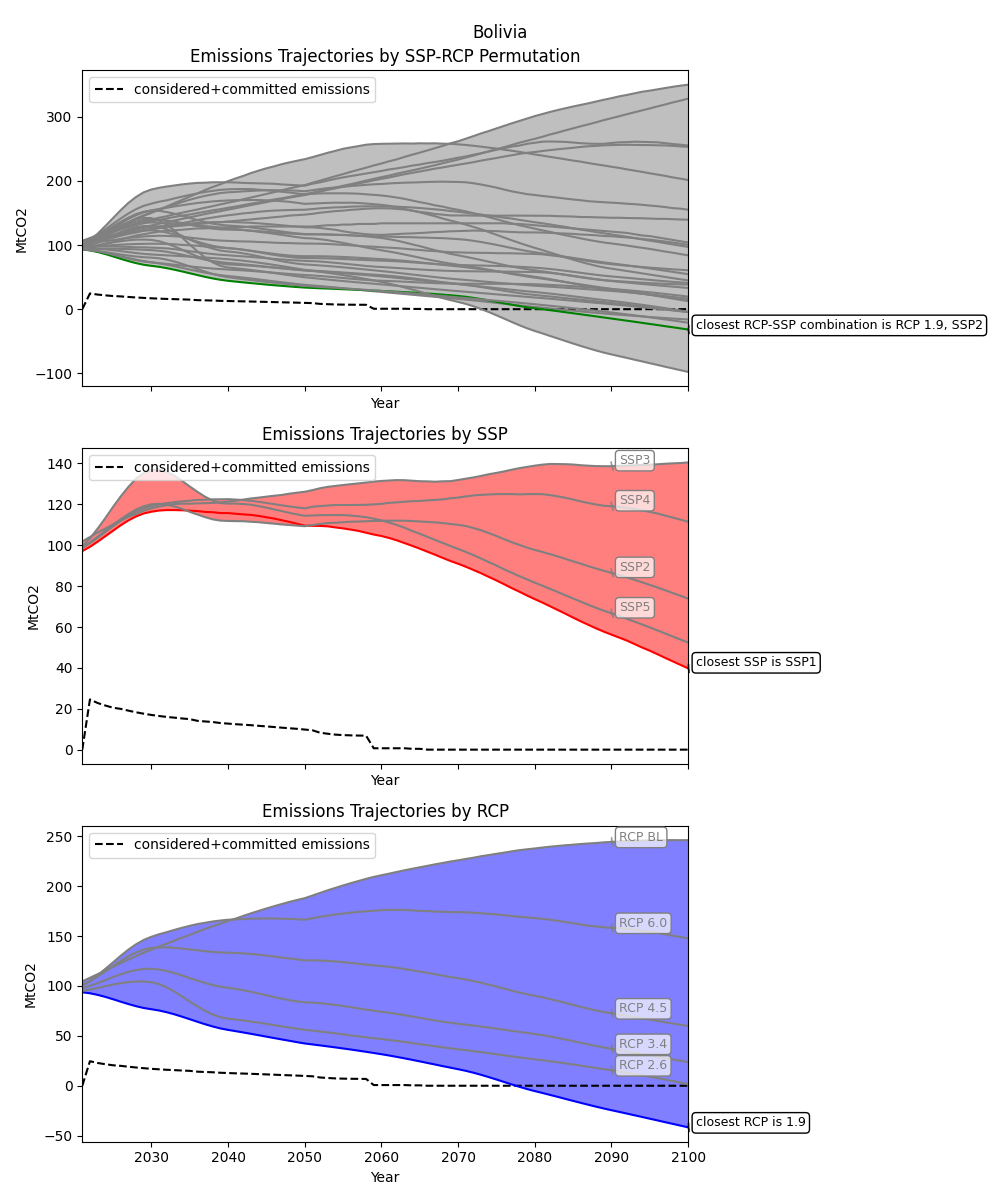 Bolivia
Emissions Trajectories by SSP-RCP Permutation
considered+committed emissions
300
200
100
0
−100
MtCO2
closest RCP-SSP combination is RCP 1.9, SSP2
Year
Emissions Trajectories by SSP
considered+committed emissions
140
120
100
80
60
40
20
0
MtCO2
SSP3
SSP4
SSP2
SSP5
closest SSP is SSP1
Year
Emissions Trajectories by RCP
considered+committed emissions
250
200
150
100
50
0
−50
MtCO2
RCP BL
RCP 6.0
RCP 4.5
RCP 3.4
RCP 2.6
closest RCP is 1.9
2030 2040 2050 2060 2070 2080 2090 2100
Year